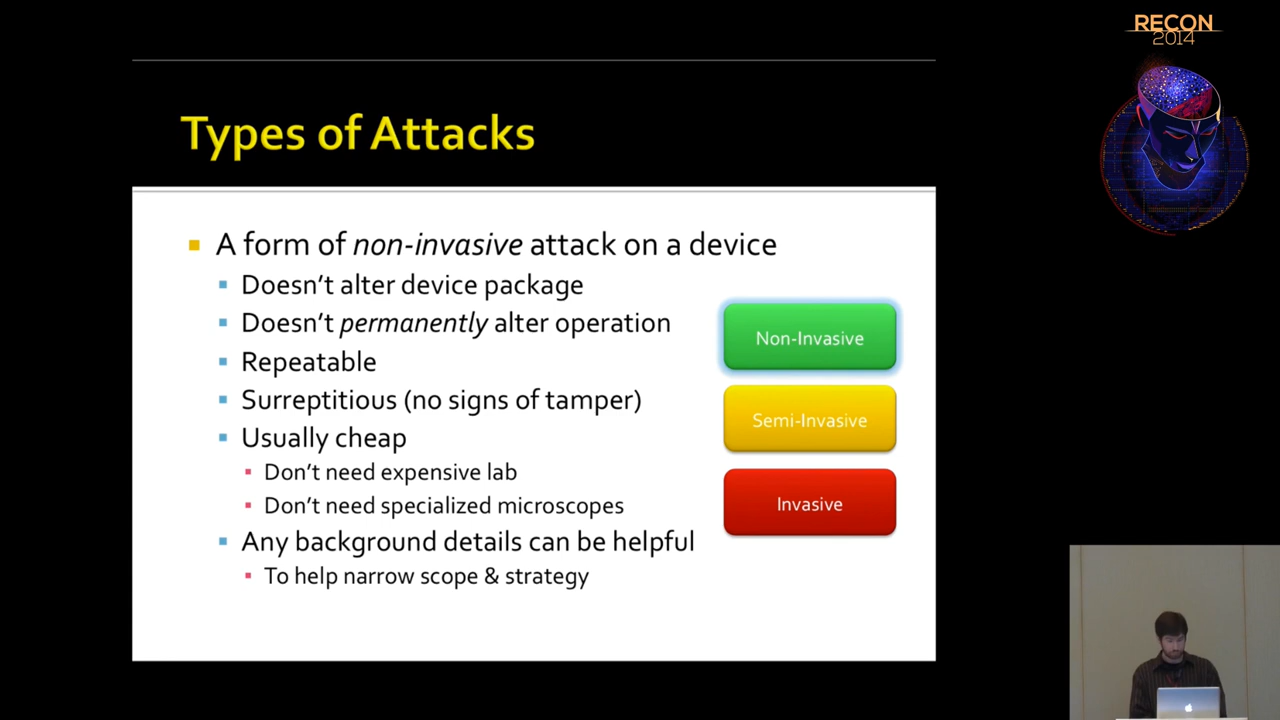 RECON
2014
Types of Attacks
A form of non-invasive attack on a device
Doesn't alter device package
Doesn't permanently alter operation
Repeatable
Surreptitious (no signs of tamper)
Usually cheap
Don't need expensive lab
Don't need specialized microscopes
Any background details can be helpful
To help narrow scope & strategy
Non-Invasive
Semi-Invasive
Invasive